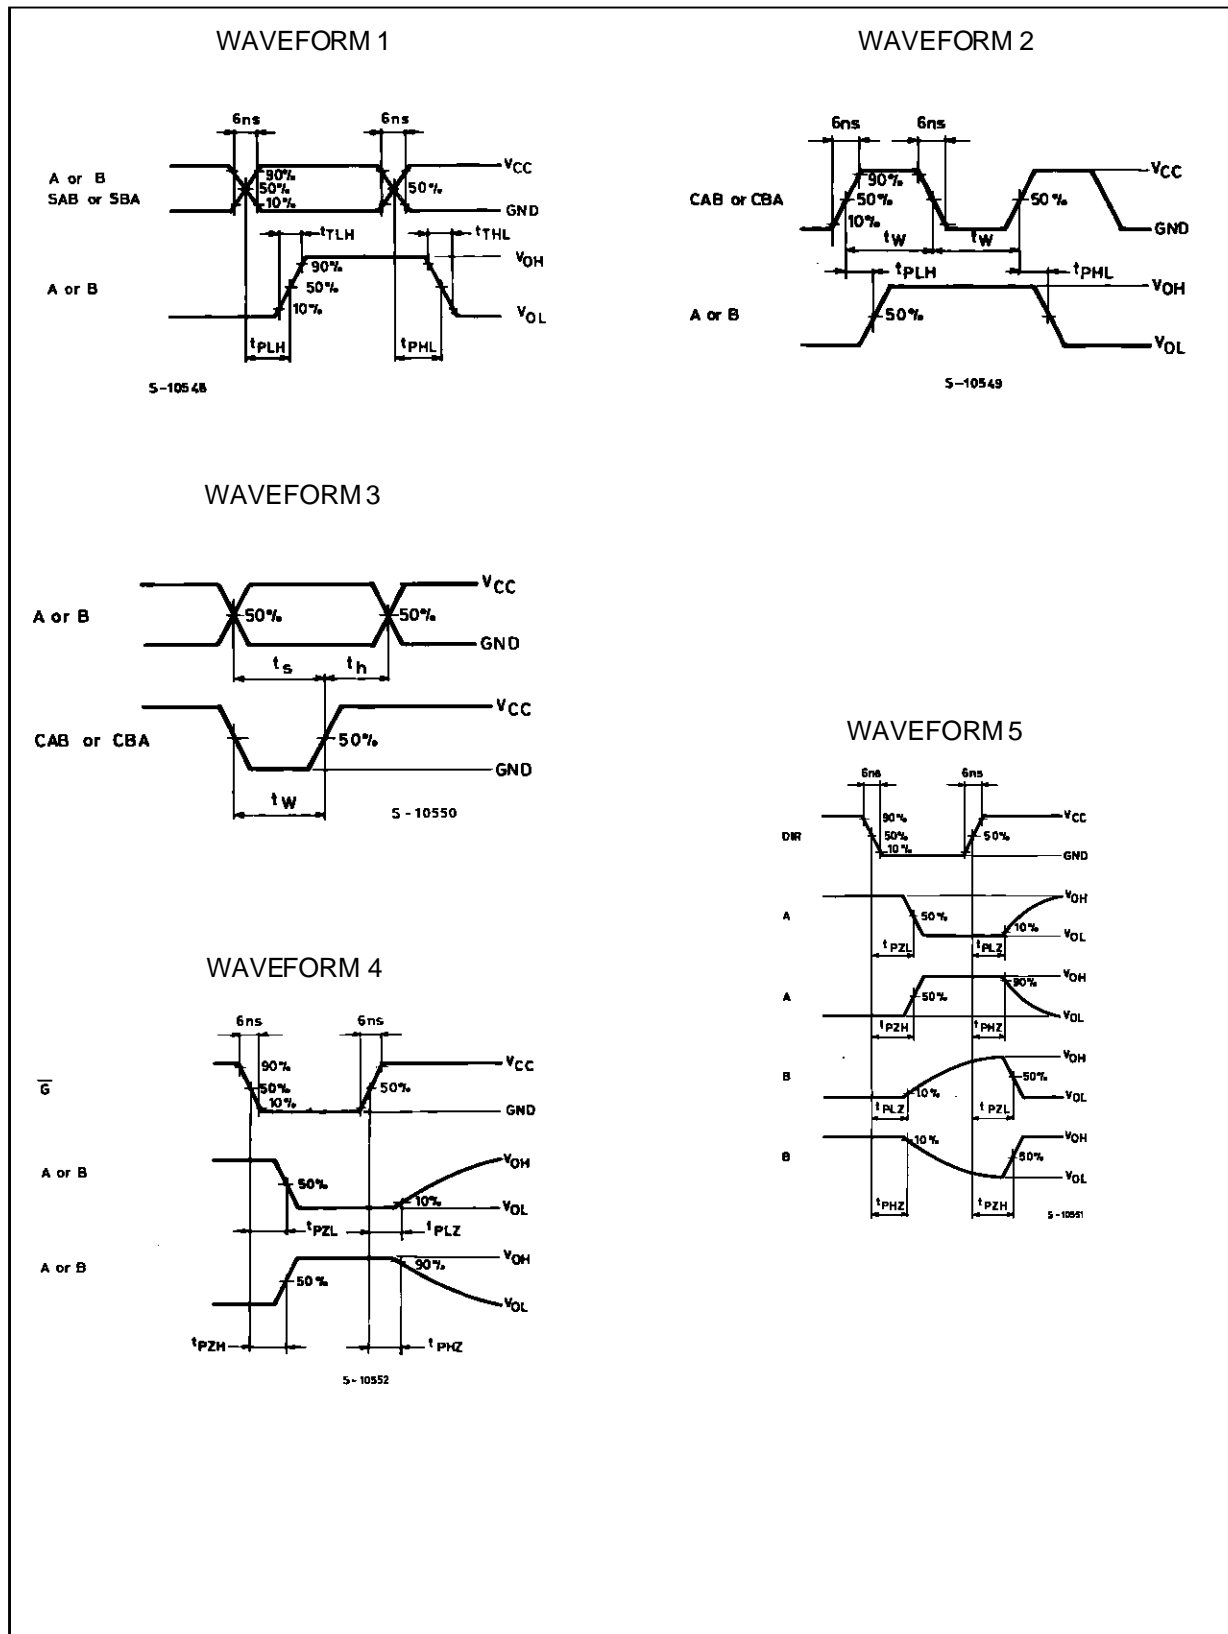 WAVEFORM 1
6ns 6ns
A or B
SAB or SBA
90%
50%
10%
50%
VCC
GND
tTLH tTHL
A or B
90%
50%
10%
VOH
VOL
tPLH tPHL
S-10548
WAVEFORM 2
6ns 6ns
CAB or CBA
90%
50%
10%
50%
VCC
GND
tW tW
tPLH tPHL
A or B
50%
VOH
VOL
S-10549
WAVEFORM 3
A or B
50% 50%
VCC
GND
ts th
CAB or CBA
50%
VCC
GND
tW
S - 10550
WAVEFORM 4
6ns 6ns
G̅
90%
50%
10%
50%
VCC
GND
A or B
50%
10%
VOH
VOL
tPZL tPLZ
A or B
50%
90%
VOH
VOL
tPZH tPHZ
S-10552
WAVEFORM 5
6ns 6ns
DIR
90%
50%
10%
50%
VCC
GND
A
50%
10%
VOH
VOL
tPZL tPLZ
A
50%
90%
VOH
VOL
tPZH tPHZ
B
10%
50%
VOH
VOL
tPLZ tPZL
B
10%
50%
VOH
VOL
tPHZ tPZH
S-10551